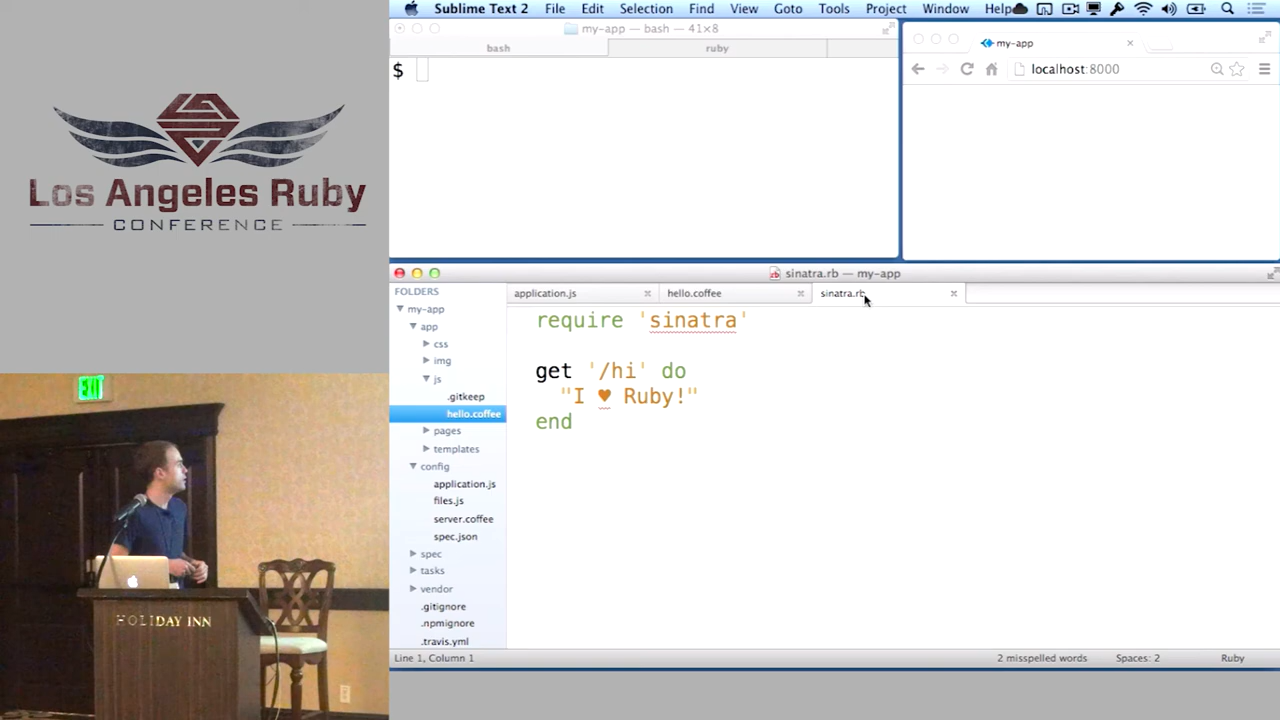 Los Angeles Ruby
CONFERENCE
HOLIDAY INN
EXIT
Sublime Text 2 File Edit Selection Find View Goto Tools Project Window Help
my-app — bash — 41×8
bash ruby
$
my-app
localhost:8000
sinatra.rb — my-app
FOLDERS
my-app
app
css
img
js
.gitkeep
hello.coffee
pages
templates
config
application.js
files.js
server.coffee
spec.json
spec
tasks
vendor
.gitignore
.npmignore
.travis.yml
application.js hello.coffee sinatra.rb
require 'sinatra'
get '/hi' do
"I ♥ Ruby!"
end
Line 1, Column 1 2 misspelled words Spaces: 2 Ruby